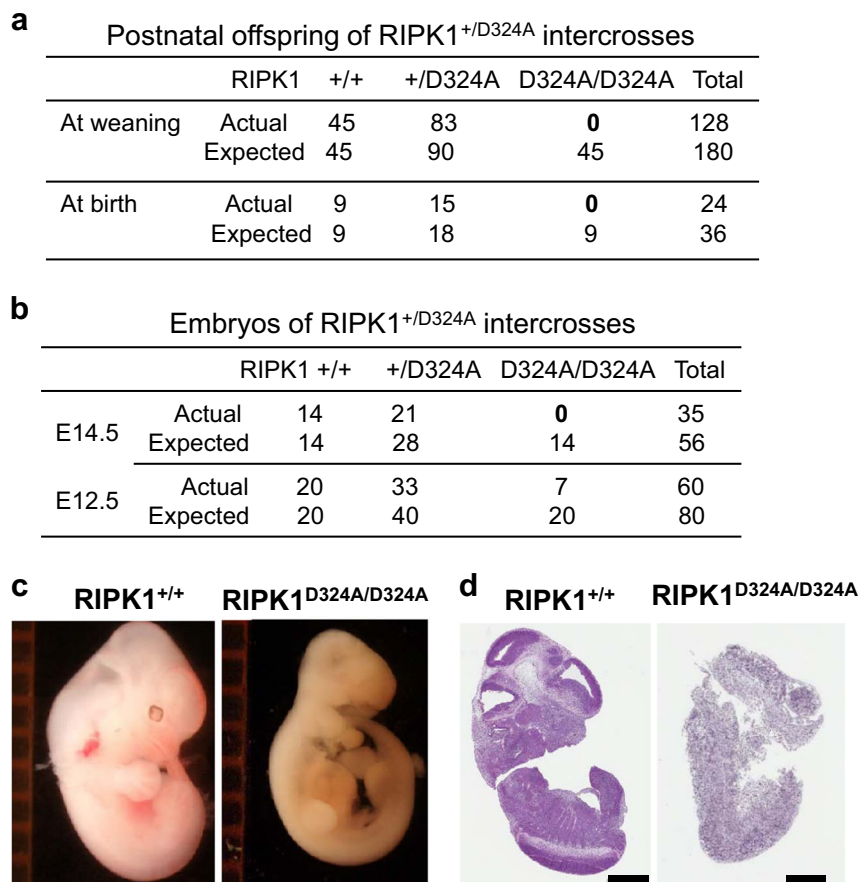 a
Postnatal offspring of RIPK1+/D324A intercrosses
RIPK1 +/+ +/D324A D324A/D324A Total
At weaning Actual 45 83 0 128
Expected 45 90 45 180
At birth Actual 9 15 0 24
Expected 9 18 9 36
b
Embryos of RIPK1+/D324A intercrosses
RIPK1 +/+ +/D324A D324A/D324A Total
E14.5 Actual 14 21 0 35
Expected 14 28 14 56
E12.5 Actual 20 33 7 60
Expected 20 40 20 80
c RIPK1+/+ RIPK1D324A/D324A d RIPK1+/+ RIPK1D324A/D324A